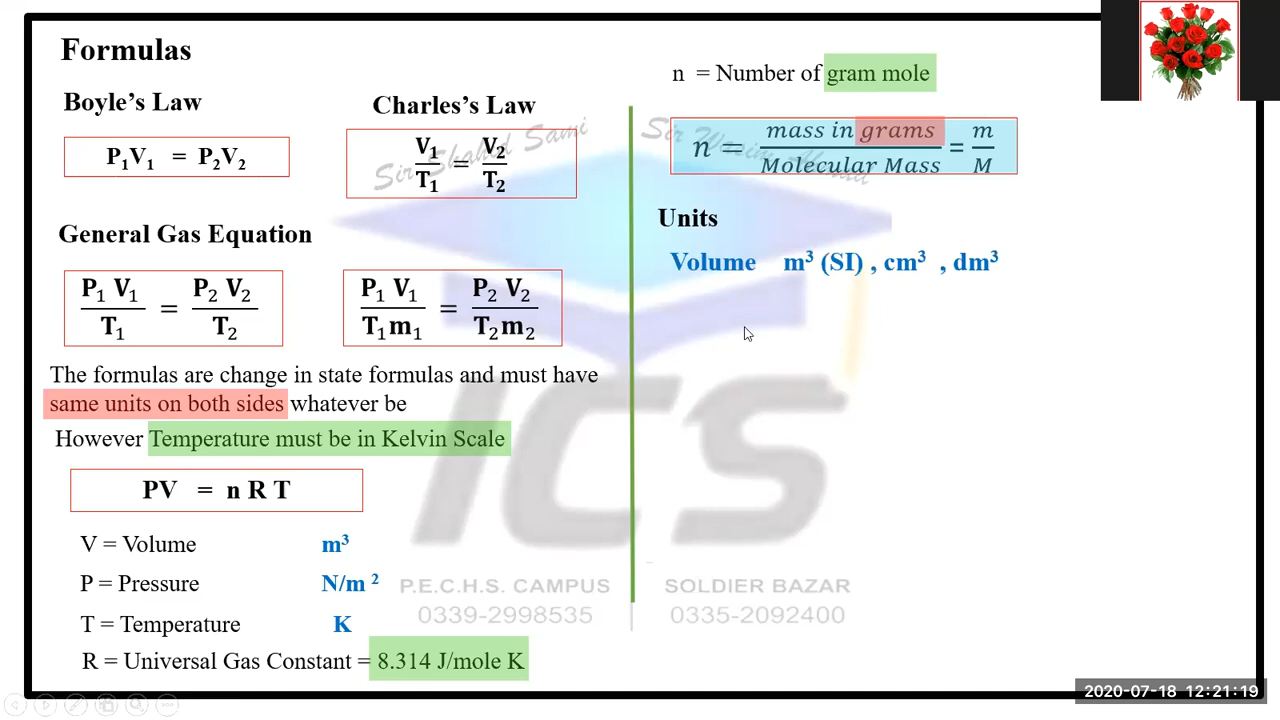 Formulas
Boyle’s Law
P₁V₁ = P₂V₂
Charles’s Law
V₁/T₁ = V₂/T₂
General Gas Equation
P₁ V₁/T₁ = P₂ V₂/T₂
P₁ V₁/T₁m₁ = P₂ V₂/T₂m₂
The formulas are change in state formulas and must have
same units on both sides whatever be
However Temperature must be in Kelvin Scale
PV = n R T
V = Volume m³
P = Pressure N/m ²
T = Temperature K
R = Universal Gas Constant = 8.314 J/mole K
n = Number of gram mole
n = mass in grams/Molecular Mass = m/M
Units
Volume m³ (SI) , cm³ , dm³
Sir Shahed Sami
ICS
P.E.C.H.S. CAMPUS
0339-2998535
SOLDIER BAZAR
0335-2092400
2020-07-18 12:21:19